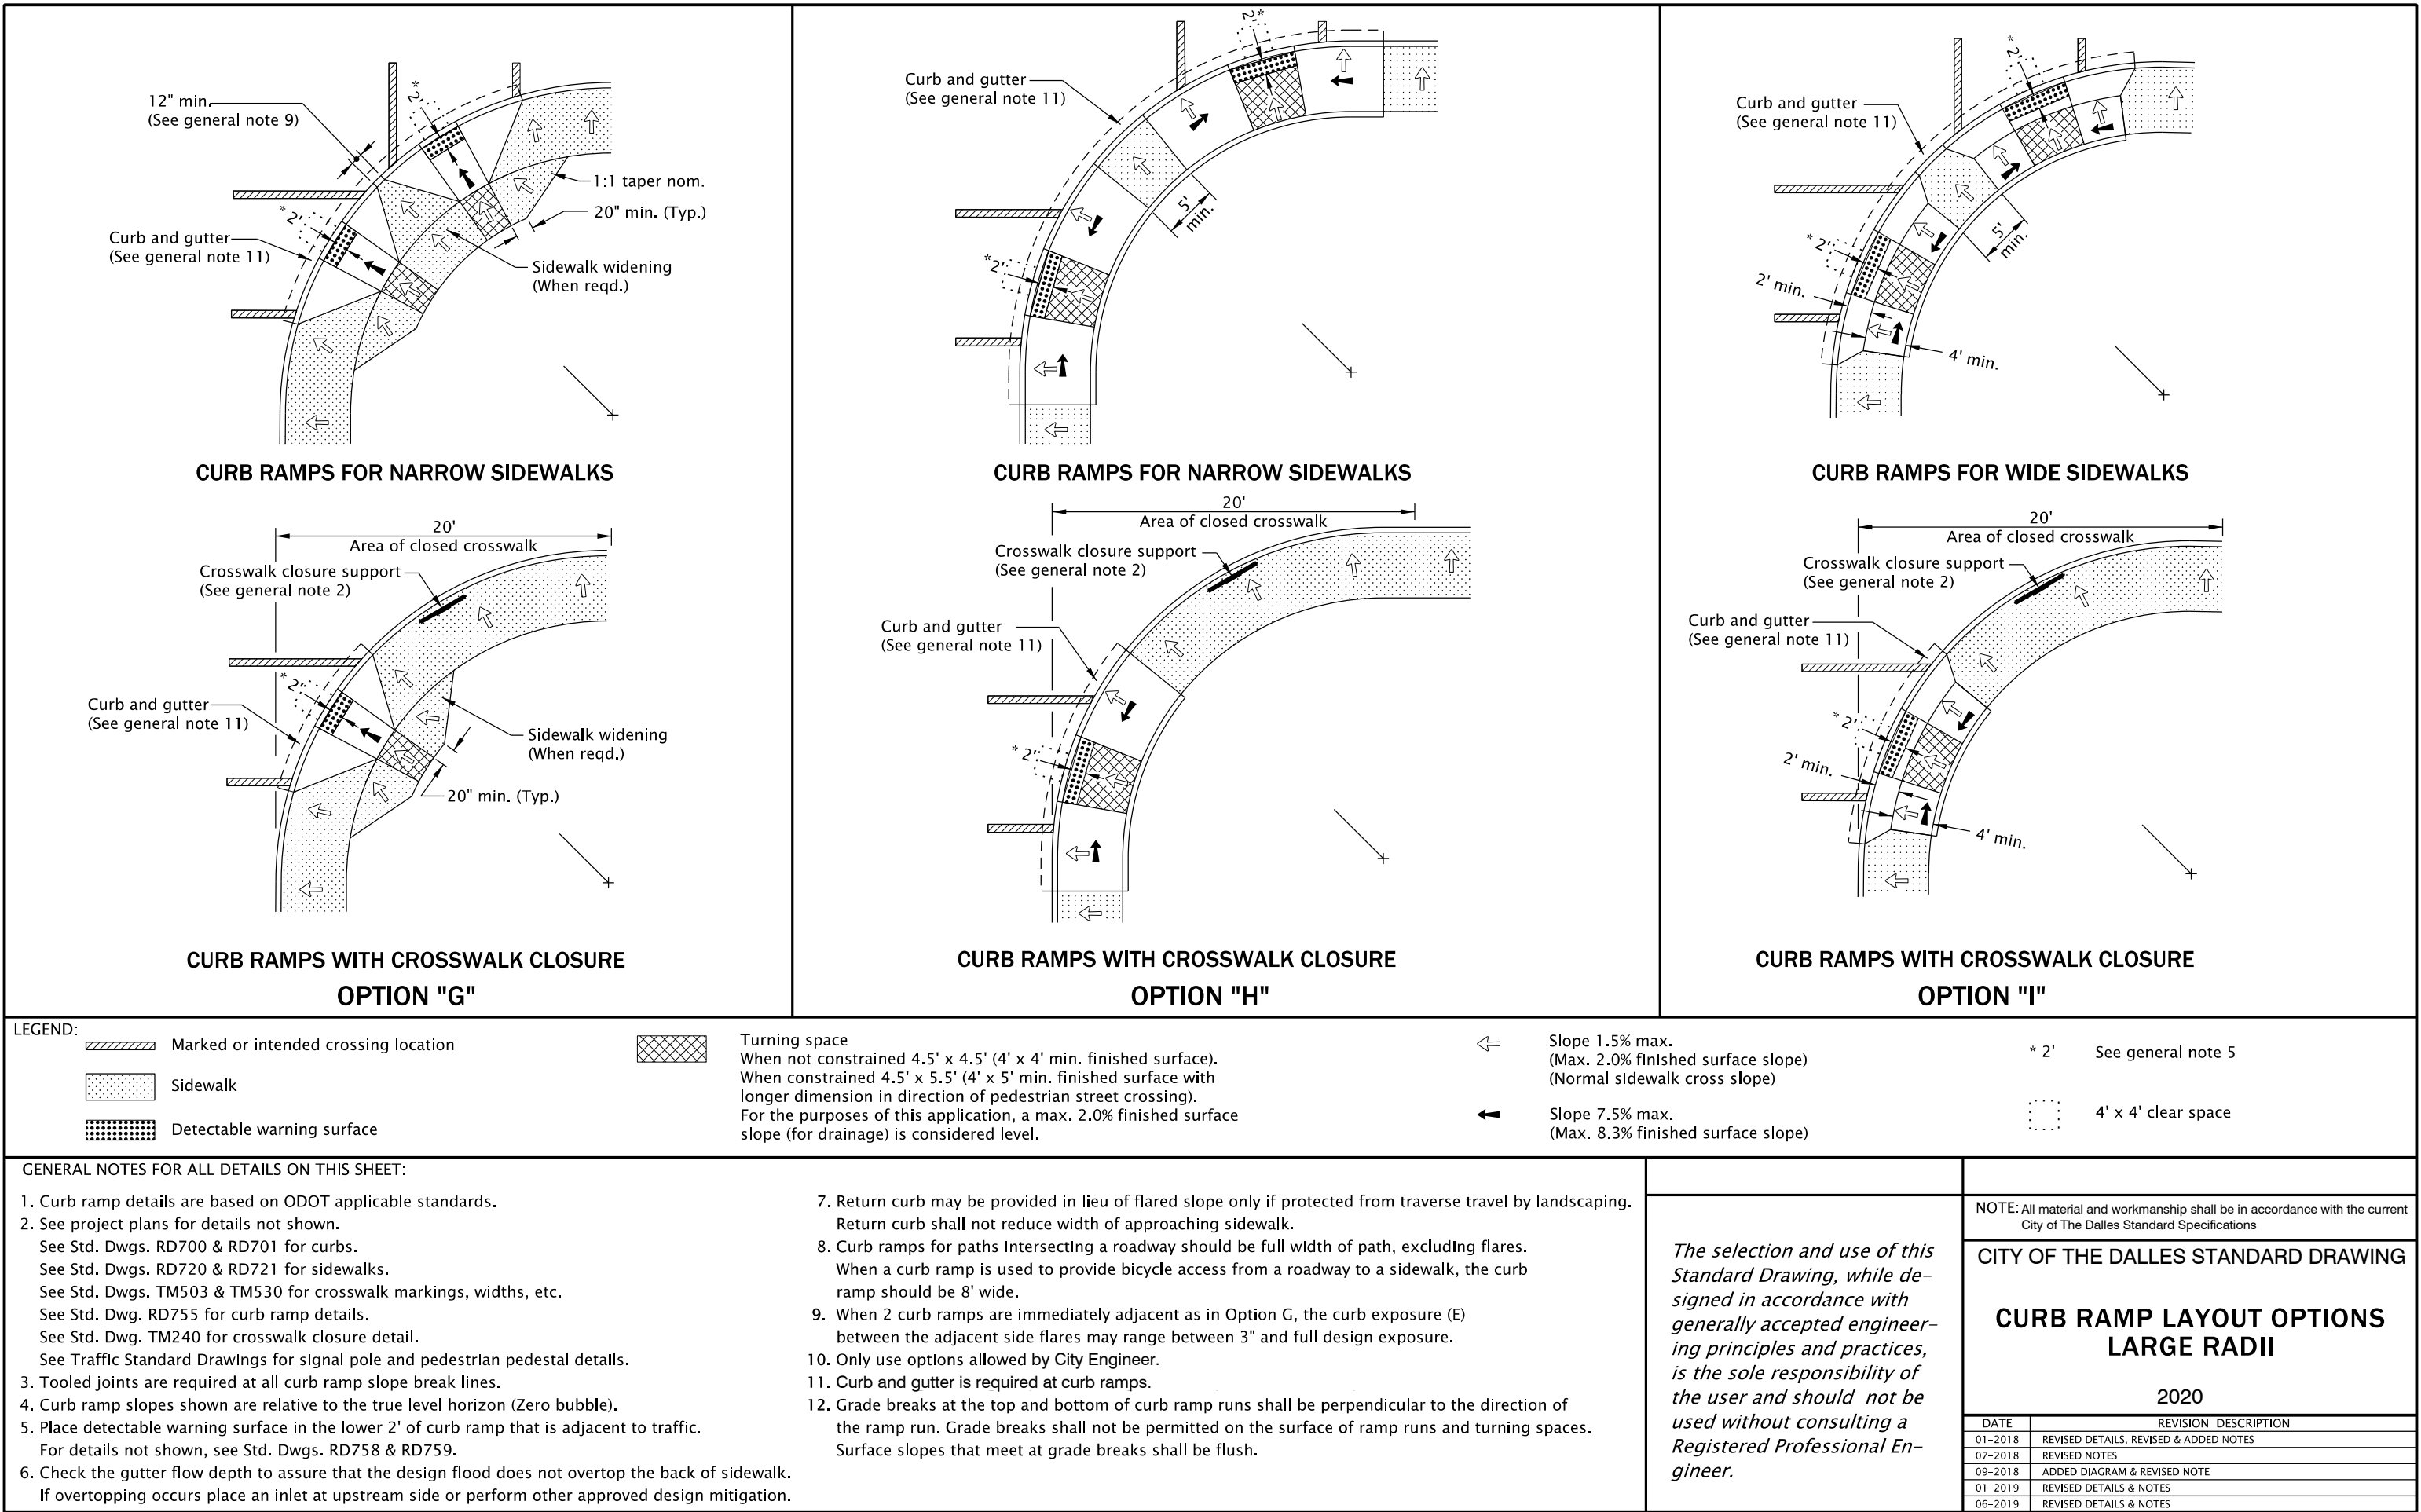 12" min.
(See general note 9)
* 2'
* 2'
Curb and gutter
(See general note 11)
1:1 taper nom.
20" min. (Typ.)
Sidewalk widening
(When reqd.)
CURB RAMPS FOR NARROW SIDEWALKS
20'
Area of closed crosswalk
Crosswalk closure support
(See general note 2)
* 2'
Curb and gutter
(See general note 11)
Sidewalk widening
(When reqd.)
20" min. (Typ.)
CURB RAMPS WITH CROSSWALK CLOSURE
OPTION "G"
2' *
Curb and gutter
(See general note 11)
5'
min.
* 2'
CURB RAMPS FOR NARROW SIDEWALKS
20'
Area of closed crosswalk
Crosswalk closure support
(See general note 2)
Curb and gutter
(See general note 11)
* 2'
CURB RAMPS WITH CROSSWALK CLOSURE
OPTION "H"
* 2'
Curb and gutter
(See general note 11)
5'
min.
* 2'
2' min.
4' min.
CURB RAMPS FOR WIDE SIDEWALKS
20'
Area of closed crosswalk
Crosswalk closure support
(See general note 2)
Curb and gutter
(See general note 11)
* 2'
2' min.
4' min.
CURB RAMPS WITH CROSSWALK CLOSURE
OPTION "I"
LEGEND:
Marked or intended crossing location
Sidewalk
Detectable warning surface
Turning space
When not constrained 4.5' x 4.5' (4' x 4' min. finished surface).
When constrained 4.5' x 5.5' (4' x 5' min. finished surface with
longer dimension in direction of pedestrian street crossing).
For the purposes of this application, a max. 2.0% finished surface
slope (for drainage) is considered level.
Slope 1.5% max.
(Max. 2.0% finished surface slope)
(Normal sidewalk cross slope)
Slope 7.5% max.
(Max. 8.3% finished surface slope)
* 2' See general note 5
4' x 4' clear space
GENERAL NOTES FOR ALL DETAILS ON THIS SHEET:
1. Curb ramp details are based on ODOT applicable standards.
2. See project plans for details not shown.
See Std. Dwgs. RD700 & RD701 for curbs.
See Std. Dwgs. RD720 & RD721 for sidewalks.
See Std. Dwgs. TM503 & TM530 for crosswalk markings, widths, etc.
See Std. Dwg. RD755 for curb ramp details.
See Std. Dwg. TM240 for crosswalk closure detail.
See Traffic Standard Drawings for signal pole and pedestrian pedestal details.
3. Tooled joints are required at all curb ramp slope break lines.
4. Curb ramp slopes shown are relative to the true level horizon (Zero bubble).
5. Place detectable warning surface in the lower 2' of curb ramp that is adjacent to traffic.
For details not shown, see Std. Dwgs. RD758 & RD759.
6. Check the gutter flow depth to assure that the design flood does not overtop the back of sidewalk.
If overtopping occurs place an inlet at upstream side or perform other approved design mitigation.
7. Return curb may be provided in lieu of flared slope only if protected from traverse travel by landscaping.
Return curb shall not reduce width of approaching sidewalk.
8. Curb ramps for paths intersecting a roadway should be full width of path, excluding flares.
When a curb ramp is used to provide bicycle access from a roadway to a sidewalk, the curb
ramp should be 8' wide.
9. When 2 curb ramps are immediately adjacent as in Option G, the curb exposure (E)
between the adjacent side flares may range between 3" and full design exposure.
10. Only use options allowed by City Engineer.
11. Curb and gutter is required at curb ramps.
12. Grade breaks at the top and bottom of curb ramp runs shall be perpendicular to the direction of
the ramp run. Grade breaks shall not be permitted on the surface of ramp runs and turning spaces.
Surface slopes that meet at grade breaks shall be flush.
The selection and use of this
Standard Drawing, while de-
signed in accordance with
generally accepted engineer-
ing principles and practices,
is the sole responsibility of
the user and should not be
used without consulting a
Registered Professional En-
gineer.
NOTE: All material and workmanship shall be in accordance with the current
City of The Dalles Standard Specifications
CITY OF THE DALLES STANDARD DRAWING
CURB RAMP LAYOUT OPTIONS
LARGE RADII
2020
DATE REVISION DESCRIPTION
01-2018 REVISED DETAILS, REVISED & ADDED NOTES
07-2018 REVISED NOTES
09-2018 ADDED DIAGRAM & REVISED NOTE
01-2019 REVISED DETAILS & NOTES
06-2019 REVISED DETAILS & NOTES